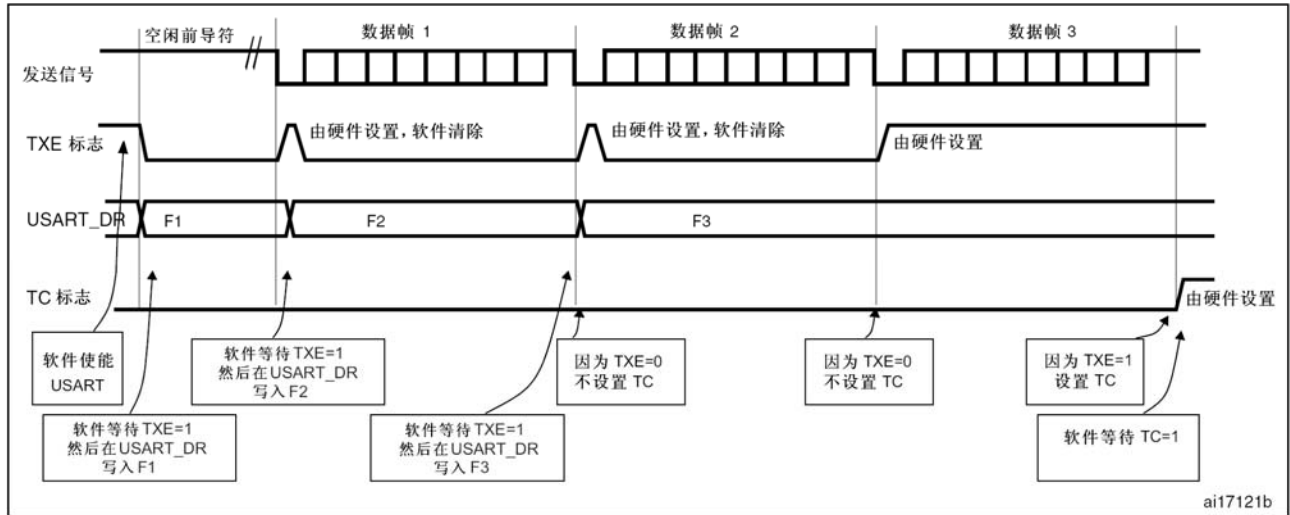 空闲前导符
数据帧 1
数据帧 2
数据帧 3
发送信号
TXE 标志
由硬件设置,软件清除
由硬件设置,软件清除
由硬件设置
USART_DR
F1
F2
F3
TC 标志
由硬件设置
软件使能
USART
软件等待 TXE=1
然后在USART_DR
写入 F2
因为 TXE=0
不设置 TC
因为 TXE=0
不设置 TC
因为 TXE=1
设置 TC
软件等待 TXE=1
然后在USART_DR
写入 F1
软件等待 TXE=1
然后在USART_DR
写入 F3
软件等待 TC=1
ai17121b